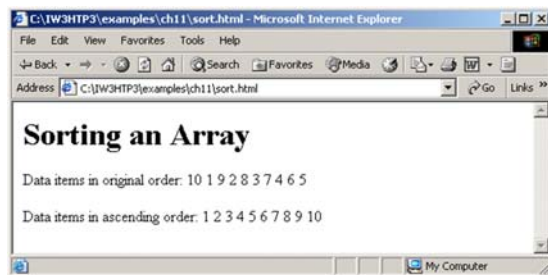 C:\IW3HTP3\examples\ch11\sort.html - Microsoft Internet Explorer
File Edit View Favorites Tools Help
Back Search Favorites Media
Address C:\IW3HTP3\examples\ch11\sort.html Go Links »
Sorting an Array
Data items in original order: 10 1 9 2 8 3 7 4 6 5
Data items in ascending order: 1 2 3 4 5 6 7 8 9 10
My Computer